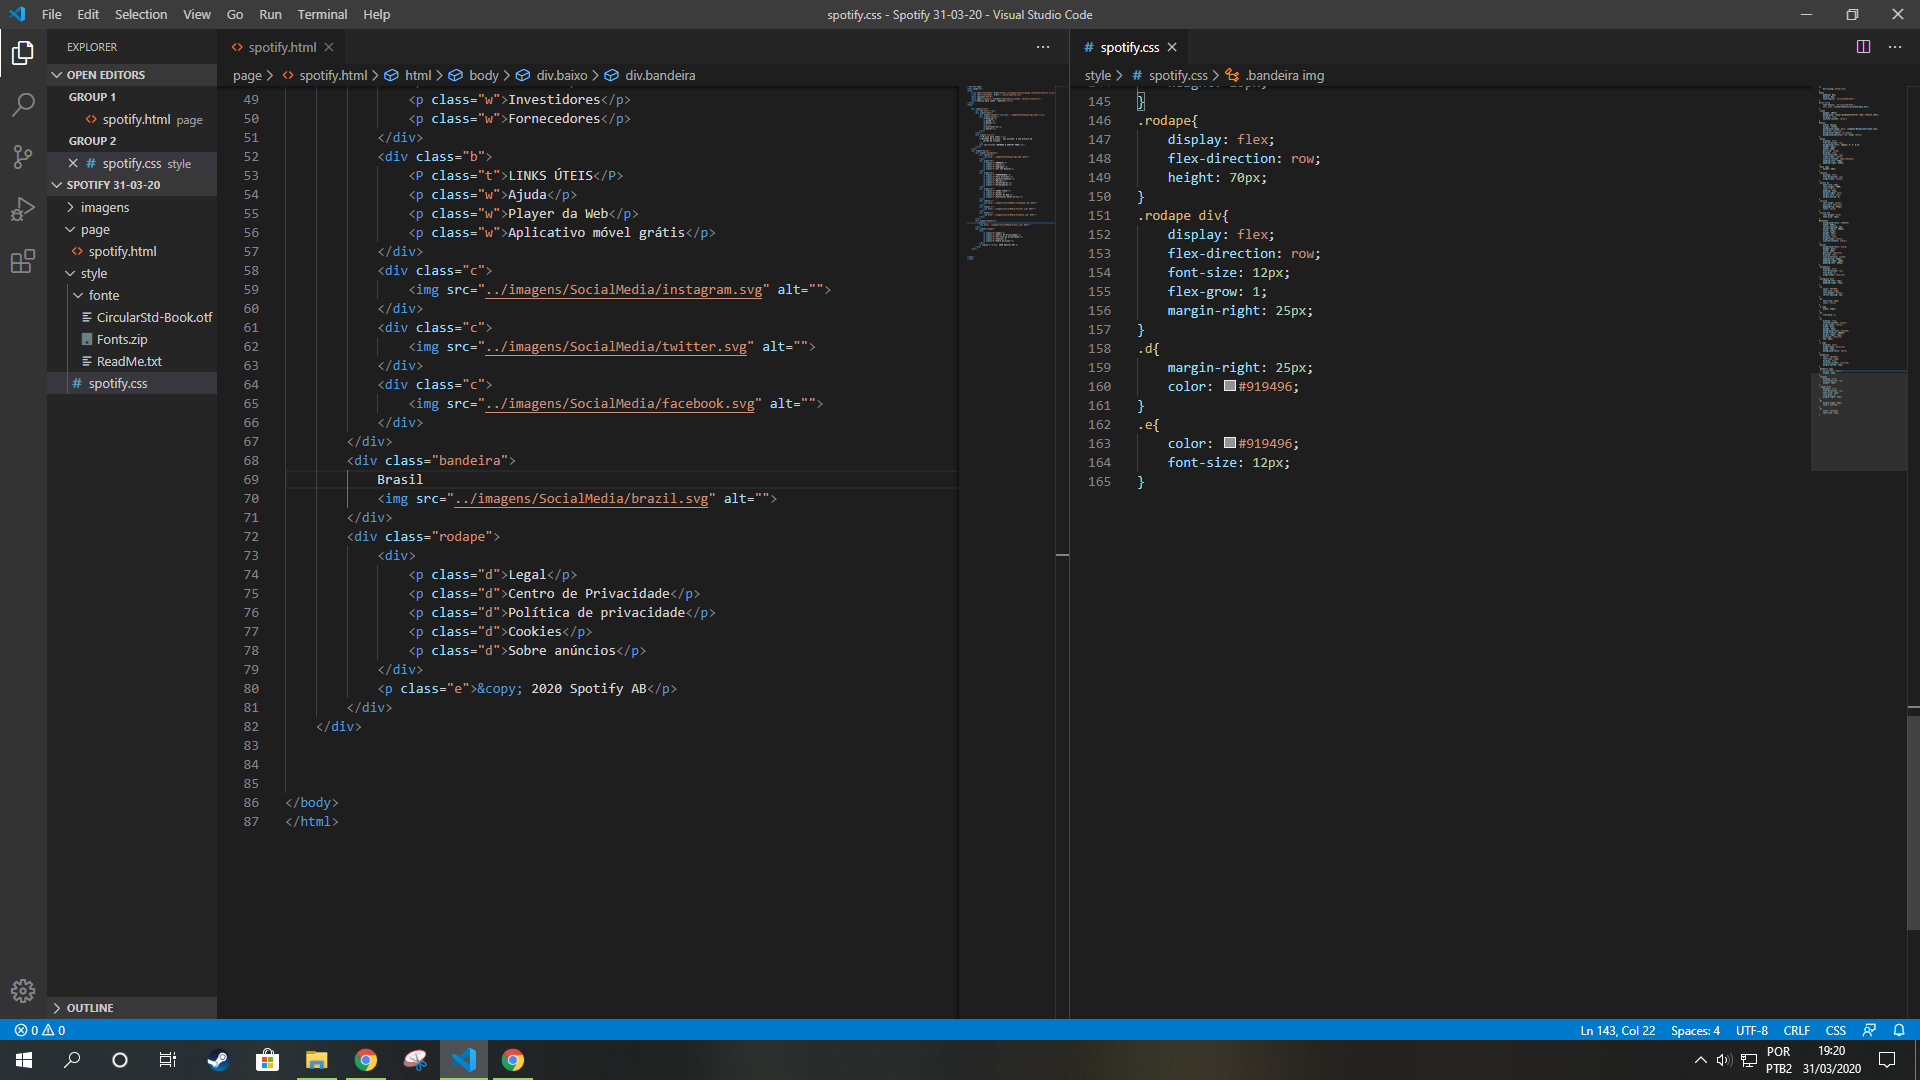 File Edit Selection View Go Run Terminal Help
spotify.css - Spotify 31-03-20 - Visual Studio Code
EXPLORER
OPEN EDITORS
GROUP 1
spotify.html page
GROUP 2
spotify.css style
SPOTIFY 31-03-20
imagens
page
spotify.html
style
fonte
CircularStd-Book.otf
Fonts.zip
ReadMe.txt
spotify.css
OUTLINE
spotify.html
page > spotify.html > html > body > div.baixo > div.bandeira
49 <p class="w">Investidores</p>
50 <p class="w">Fornecedores</p>
51 </div>
52 <div class="b">
53 <P class="t">LINKS ÚTEIS</P>
54 <p class="w">Ajuda</p>
55 <p class="w">Player da Web</p>
56 <p class="w">Aplicativo móvel grátis</p>
57 </div>
58 <div class="c">
59 <img src="../imagens/SocialMedia/instagram.svg" alt="">
60 </div>
61 <div class="c">
62 <img src="../imagens/SocialMedia/twitter.svg" alt="">
63 </div>
64 <div class="c">
65 <img src="../imagens/SocialMedia/facebook.svg" alt="">
66 </div>
67 </div>
68 <div class="bandeira">
69 Brasil
70 <img src="../imagens/SocialMedia/brazil.svg" alt="">
71 </div>
72 <div class="rodape">
73 <div>
74 <p class="d">Legal</p>
75 <p class="d">Centro de Privacidade</p>
76 <p class="d">Política de privacidade</p>
77 <p class="d">Cookies</p>
78 <p class="d">Sobre anúncios</p>
79 </div>
80 <p class="e">&copy; 2020 Spotify AB</p>
81 </div>
82 </div>
83
84
85
86 </body>
87 </html>
spotify.css
style > spotify.css > .bandeira img
145 }
146 .rodape{
147 display: flex;
148 flex-direction: row;
149 height: 70px;
150 }
151 .rodape div{
152 display: flex;
153 flex-direction: row;
154 font-size: 12px;
155 flex-grow: 1;
156 margin-right: 25px;
157 }
158 .d{
159 margin-right: 25px;
160 color: #919496;
161 }
162 .e{
163 color: #919496;
164 font-size: 12px;
165 }
0 0
Ln 143, Col 22 Spaces: 4 UTF-8 CRLF CSS
POR
PTB2
19:20
31/03/2020